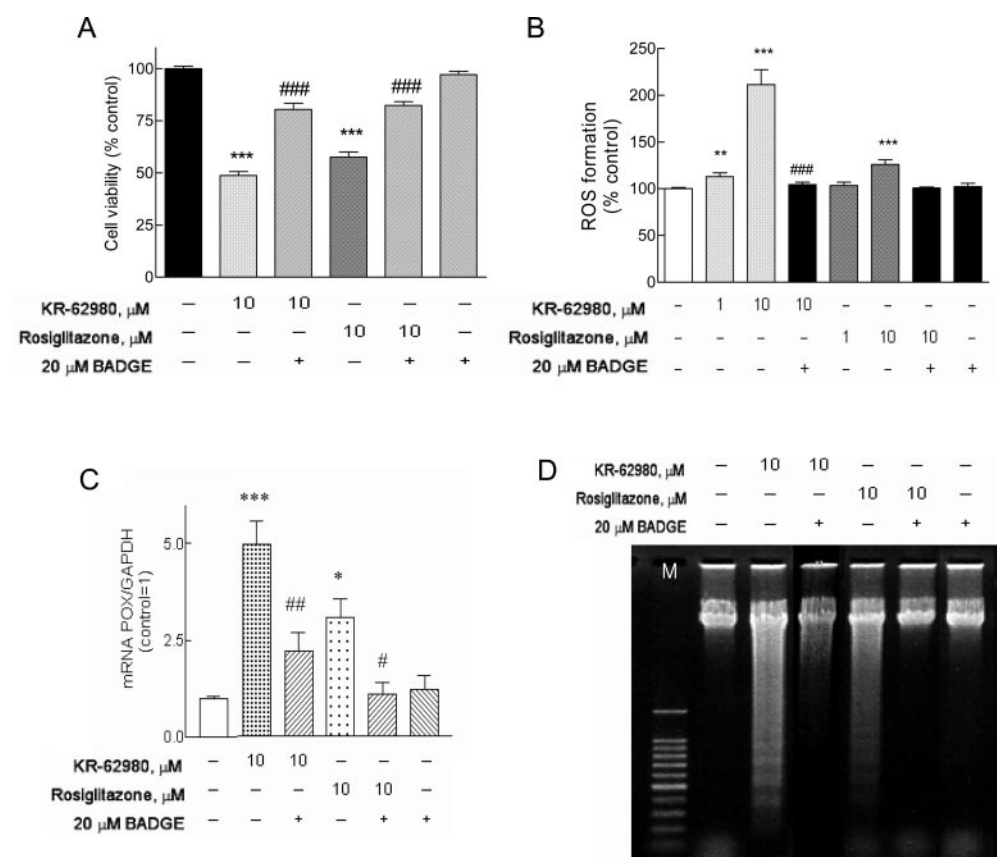 A
Cell viability (% control)
100
75
50
25
0
***
###
***
###
KR-62980, μM – 10 10 – – –
Rosiglitazone, μM – – – 10 10 –
20 μM BADGE – – + – + +
B
ROS formation
(% control)
250
200
150
100
50
0
**
***
###
***
KR-62980, μM – 1 10 10 – – – –
Rosiglitazone, μM – – – – 1 10 10 –
20 μM BADGE – – – + – – + +
C
mRNA POX/GAPDH
(control=1)
5.0
2.5
0.0
***
##
*
#
KR-62980, μM – 10 10 – – –
Rosiglitazone, μM – – – 10 10 –
20 μM BADGE – – + – + +
D
KR-62980, μM – 10 10 – – –
Rosiglitazone, μM – – – 10 10 –
20 μM BADGE – – + – + +
M